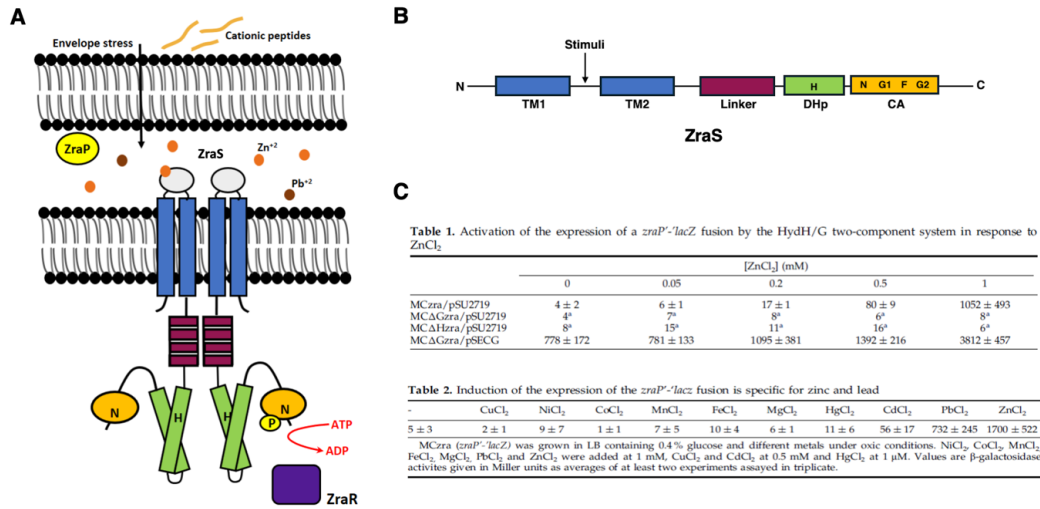 A
Envelope stress
Cationic peptides
ZraP
ZraS
Zn+2
Pb+2
H
H
N
N
P
ATP
ADP
ZraR
B
Stimuli
N
H
N G1 F G2
C
TM1
TM2
Linker
DHp
CA
ZraS
C
Table 1. Activation of the expression of a zraP'-'lacZ fusion by the HydH/G two-component system in response to
ZnCl2
[ZnCl2] (mM)
0 0.05 0.2 0.5 1
MCzra/pSU2719 4 ± 2 6 ± 1 17 ± 1 80 ± 9 1052 ± 493
MCΔGzra/pSU2719 4a 7a 8a 6a 8a
MCΔHzra/pSU2719 8a 15a 11a 16a 6a
MCΔGzra/pSECG 778 ± 172 781 ± 133 1095 ± 381 1392 ± 216 3812 ± 457
Table 2. Induction of the expression of the zraP'-'lacz fusion is specific for zinc and lead
- CuCl2 NiCl2 CoCl2 MnCl2 FeCl2 MgCl2 HgCl2 CdCl2 PbCl2 ZnCl2
5 ± 3 2 ± 1 9 ± 7 1 ± 1 7 ± 5 10 ± 4 6 ± 1 11 ± 6 56 ± 17 732 ± 245 1700 ± 522
MCzra (zraP'-'lacZ) was grown in LB containing 0.4 % glucose and different metals under oxic conditions. NiCl2, CoCl2, MnCl2,
FeCl2, MgCl2, PbCl2 and ZnCl2 were added at 1 mM, CuCl2 and CdCl2 at 0.5 mM and HgCl2 at 1 μM. Values are β-galactosidase
activites given in Miller units as averages of at least two experiments assayed in triplicate.